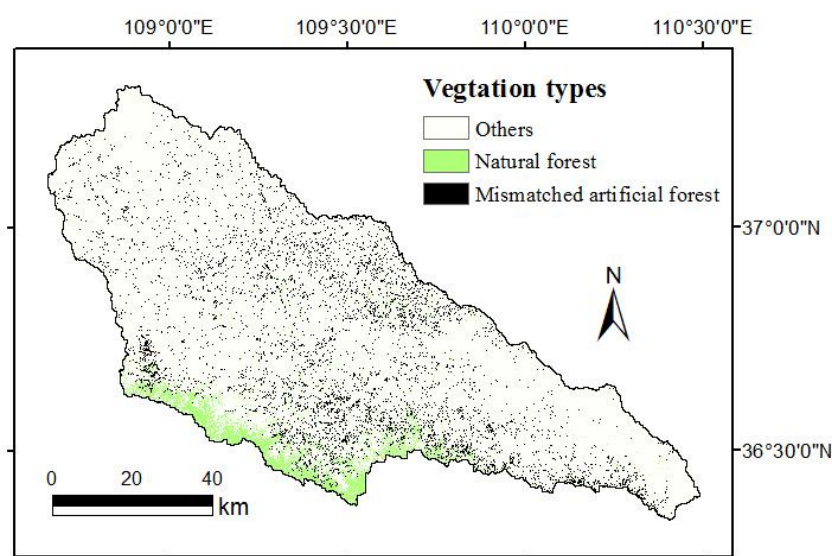 109°0'0"E 109°30'0"E 110°0'0"E 110°30'0"E
Vegtation types
Others
Natural forest
Mismatched artificial forest
37°0'0"N
N
36°30'0"N
0 20 40
km